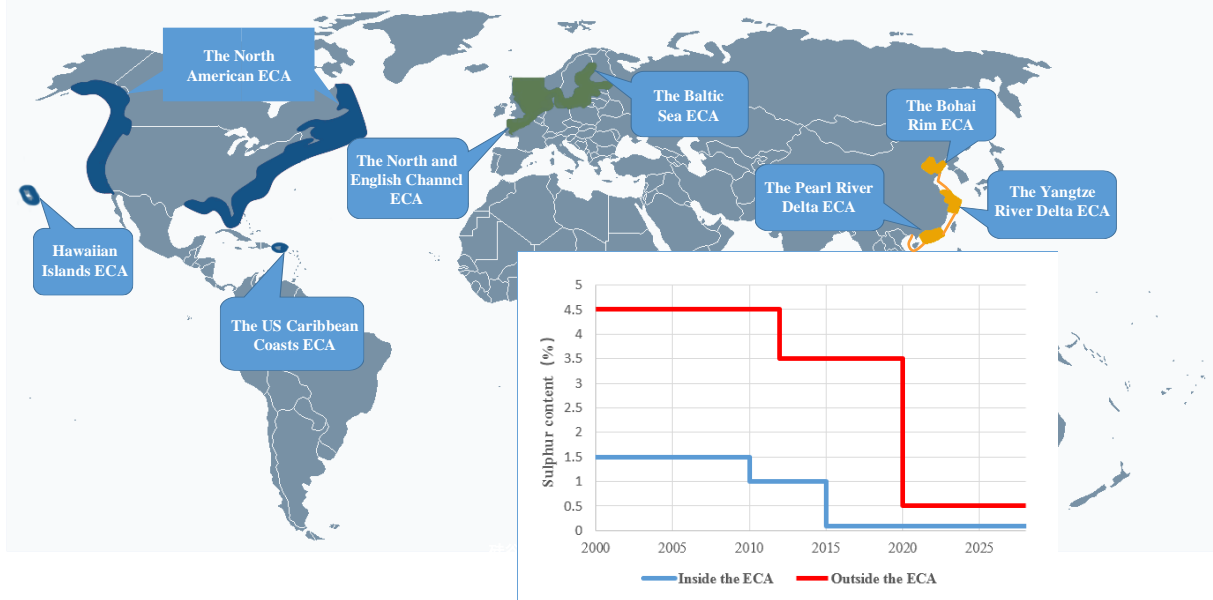 The North
American ECA
The Baltic
Sea ECA
The Bohai
Rim ECA
The North and
English Channcl
ECA
The Pearl River
Delta ECA
The Yangtze
River Delta ECA
Hawaiian
Islands ECA
The US Caribbean
Coasts ECA
Sulphur content (%)
5
4.5
4
3.5
3
2.5
2
1.5
1
0.5
0
2000
2005
2010
2015
2020
2025
Inside the ECA
Outside the ECA